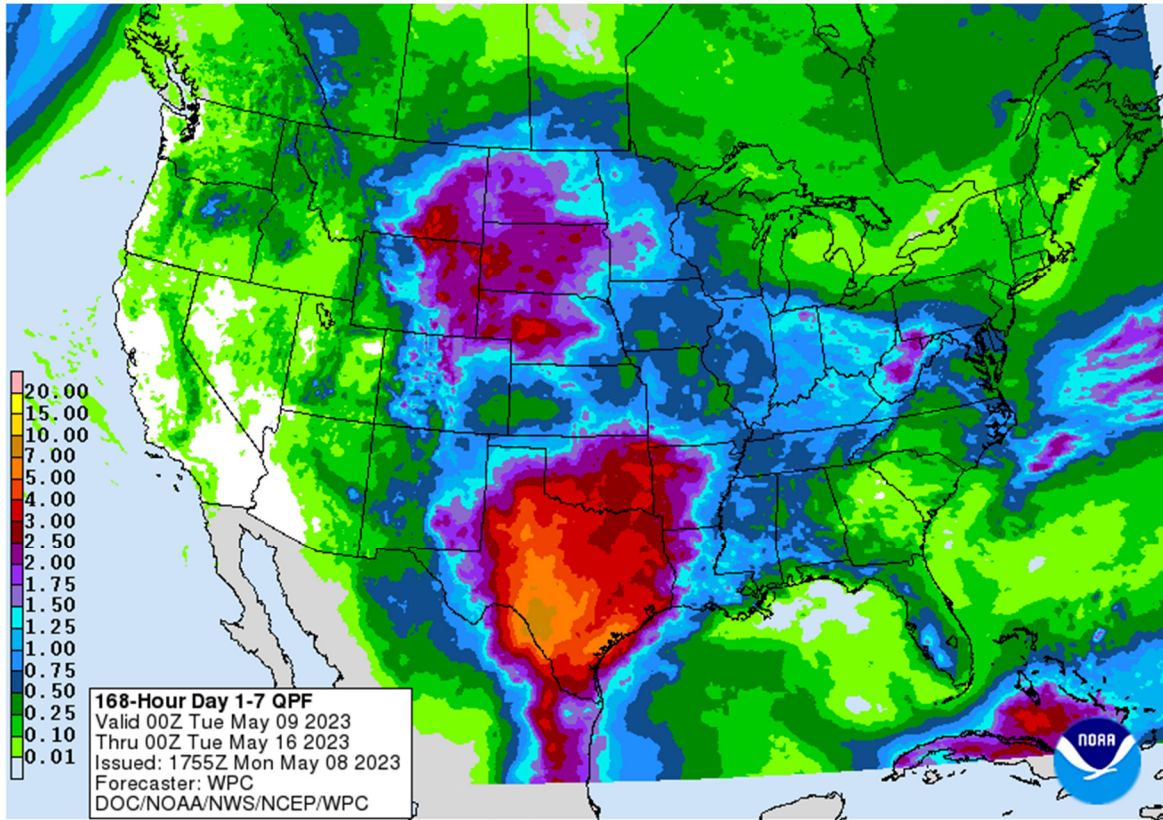 20.00
15.00
10.00
7.00
5.00
4.00
3.00
2.50
2.00
1.75
1.50
1.25
1.00
0.75
0.50
0.25
0.10
0.01
168-Hour Day 1-7 QPF
Valid 00Z Tue May 09 2023
Thru 00Z Tue May 16 2023
Issued: 1755Z Mon May 08 2023
Forecaster: WPC
DOC/NOAA/NWS/NCEP/WPC
NOAA